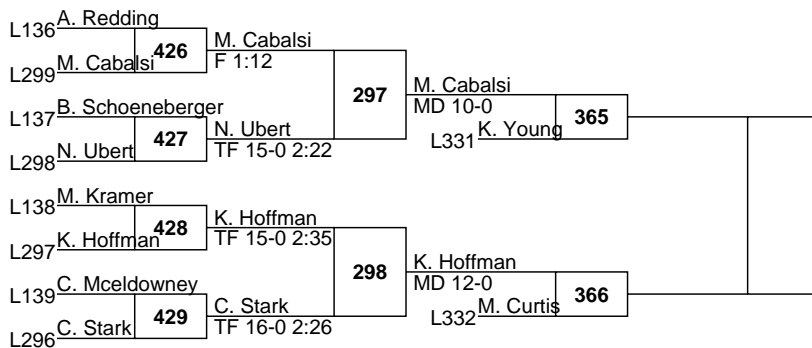 A. Redding
L136
426
M. Cabalsi
F 1:12
M. Cabalsi
L299
297
M. Cabalsi
MD 10-0
365
B. Schoeneberger
L137
427
N. Ubert
TF 15-0 2:22
K. Young
L331
N. Ubert
L298
M. Kramer
L138
428
K. Hoffman
TF 15-0 2:35
K. Hoffman
L297
298
K. Hoffman
MD 12-0
366
C. Mceldowney
L139
429
C. Stark
TF 16-0 2:26
M. Curtis
L332
C. Stark
L296